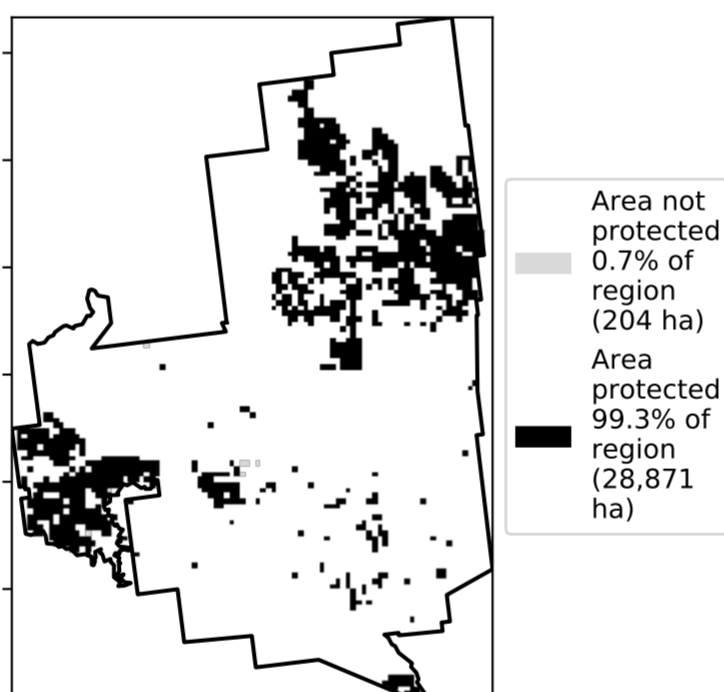 Area not
protected
0.7% of
region
(204 ha)
Area
protected
99.3% of
region
(28,871
ha)